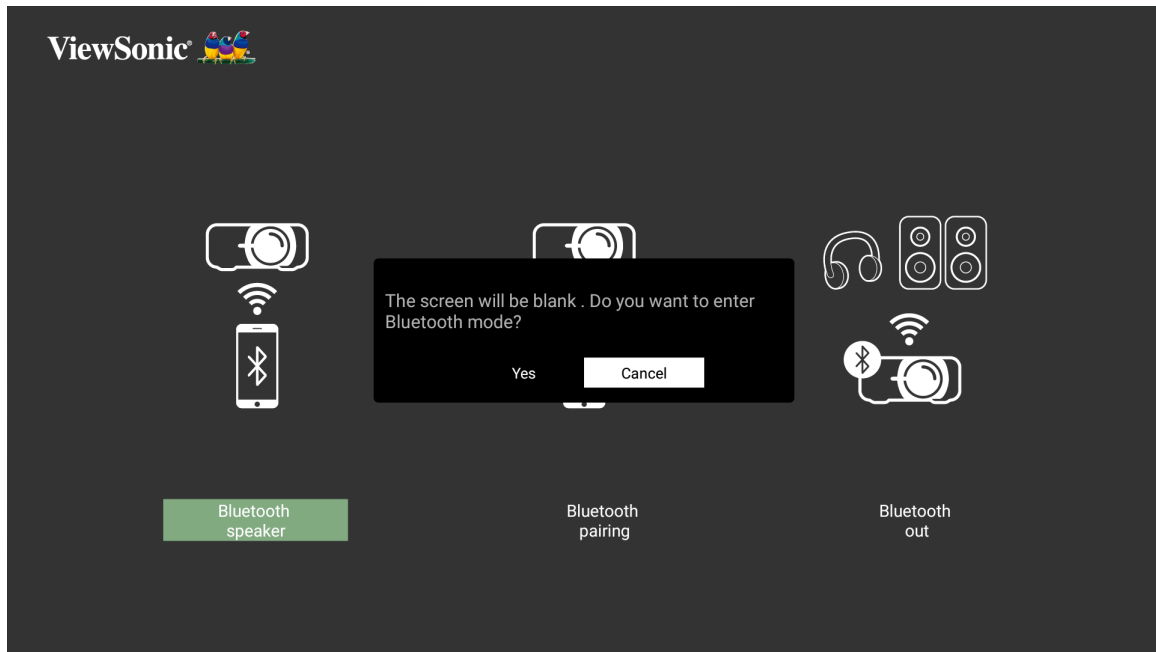 ViewSonic®
The screen will be blank . Do you want to enter
Bluetooth mode?
Yes
Cancel
Bluetooth
speaker
Bluetooth
pairing
Bluetooth
out